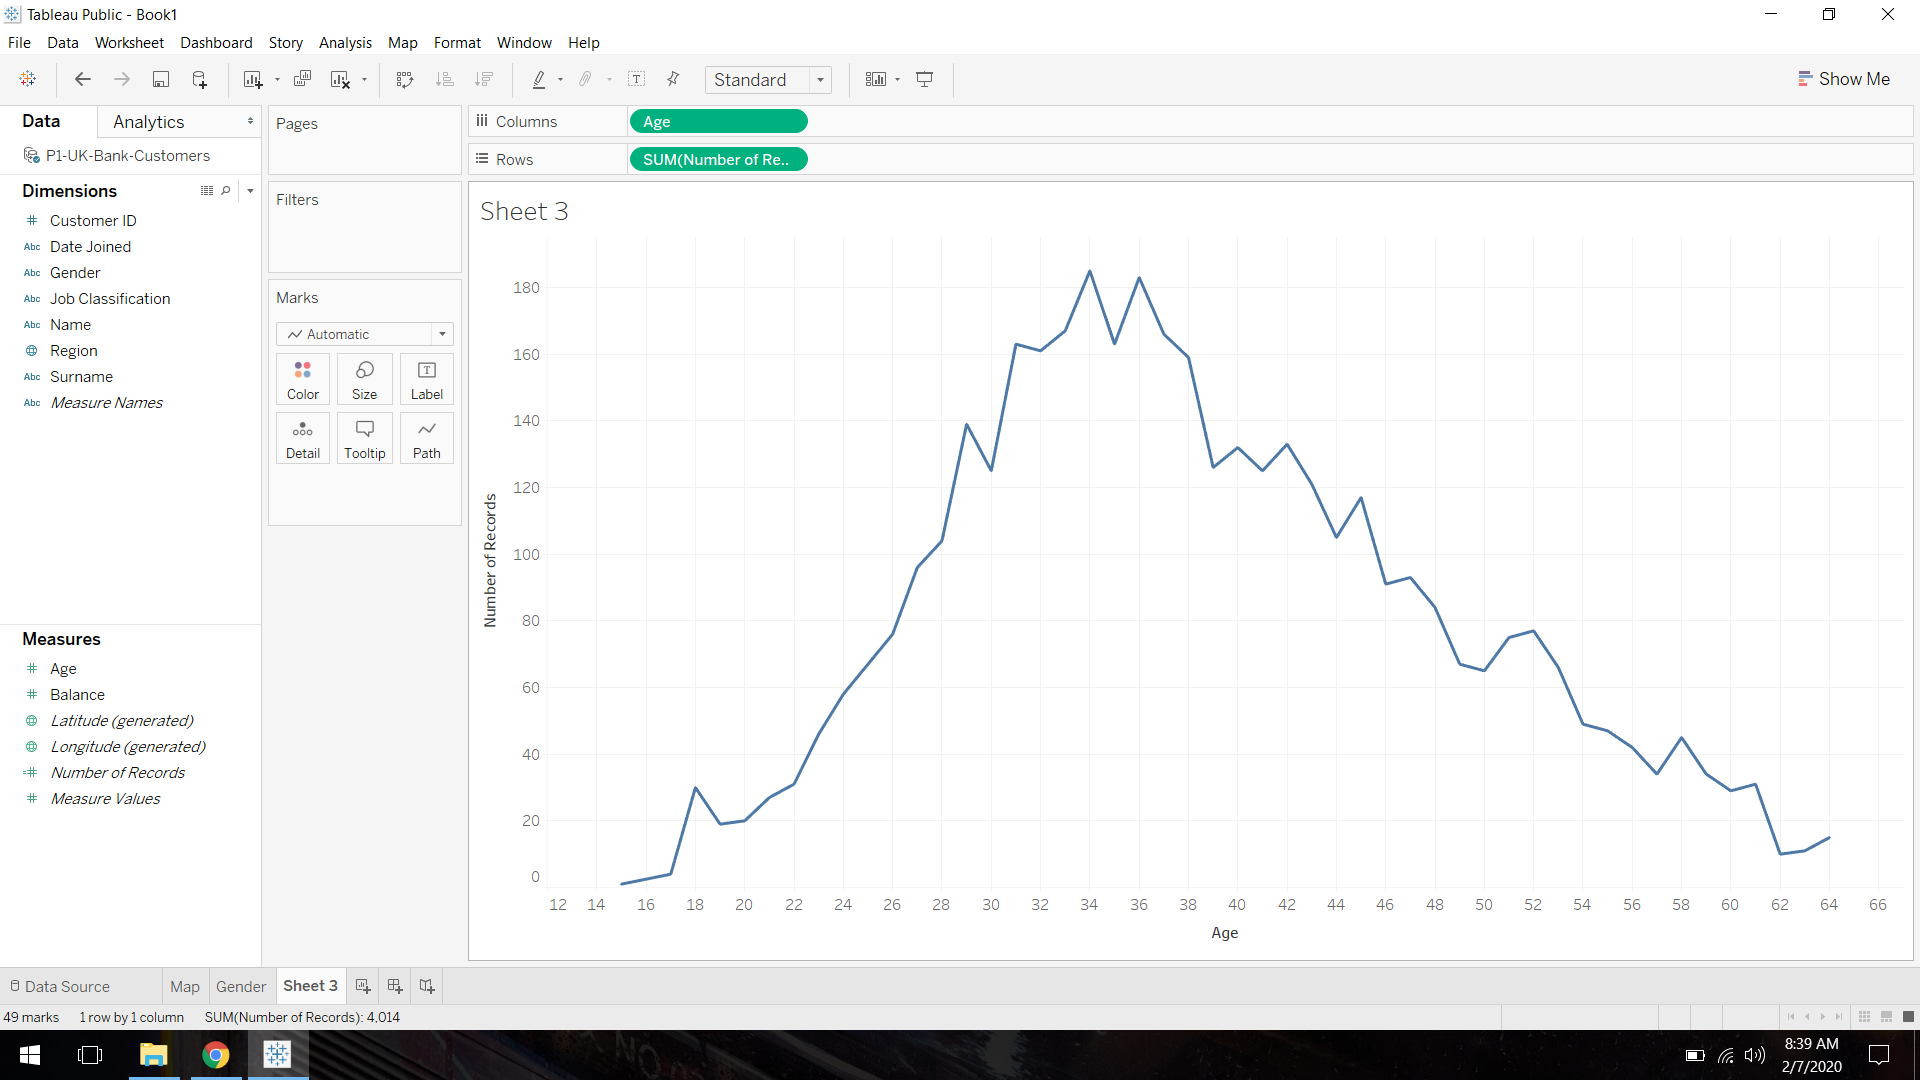 Tableau Public - Book1
File Data Worksheet Dashboard Story Analysis Map Format Window Help
Standard
Show Me
Data Analytics
P1-UK-Bank-Customers
Dimensions
# Customer ID
Abc Date Joined
Abc Gender
Abc Job Classification
Abc Name
Region
Abc Surname
Abc Measure Names
Measures
# Age
# Balance
Latitude (generated)
Longitude (generated)
=# Number of Records
# Measure Values
Pages
Filters
Marks
Automatic
Color Size Label
Detail Tooltip Path
Columns Age
Rows SUM(Number of Re..
Sheet 3
Number of Records
180
160
140
120
100
80
60
40
20
0
12 14 16 18 20 22 24 26 28 30 32 34 36 38 40 42 44 46 48 50 52 54 56 58 60 62 64 66
Age
Data Source Map Gender Sheet 3
49 marks 1 row by 1 column SUM(Number of Records): 4,014
NO
8:39 AM
2/7/2020